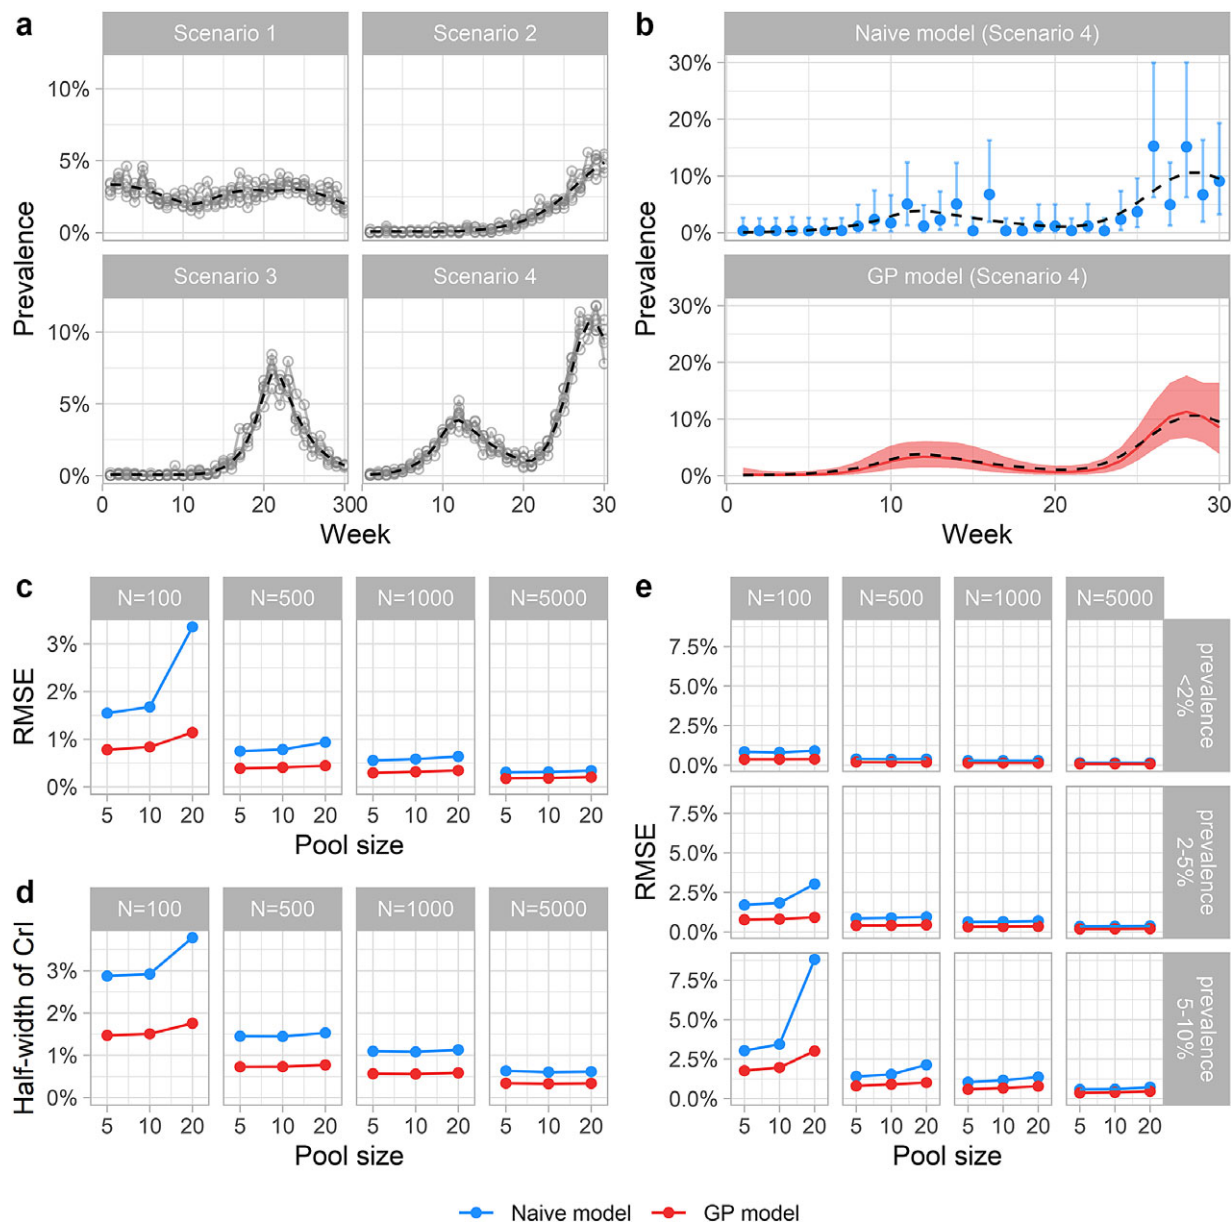 a
Scenario 1
Scenario 2
10%
5%
0%
Scenario 3
Scenario 4
10%
5%
0%
Prevalence
0 10 20 30 0 10 20 30
Week
b
Naive model (Scenario 4)
30%
20%
10%
0%
GP model (Scenario 4)
30%
20%
10%
0%
Prevalence
0 10 20 30
Week
c
N=100 N=500 N=1000 N=5000
3%
2%
1%
0%
RMSE
5 10 20 5 10 20 5 10 20 5 10 20
Pool size
d
N=100 N=500 N=1000 N=5000
3%
2%
1%
0%
Half-width of CrI
5 10 20 5 10 20 5 10 20 5 10 20
Pool size
e
N=100 N=500 N=1000 N=5000
7.5%
5.0%
2.5%
0.0%
prevalence
<2%
7.5%
5.0%
2.5%
0.0%
prevalence
2-5%
7.5%
5.0%
2.5%
0.0%
prevalence
5-10%
RMSE
5 10 20 5 10 20 5 10 20 5 10 20
Pool size
Naive model GP model